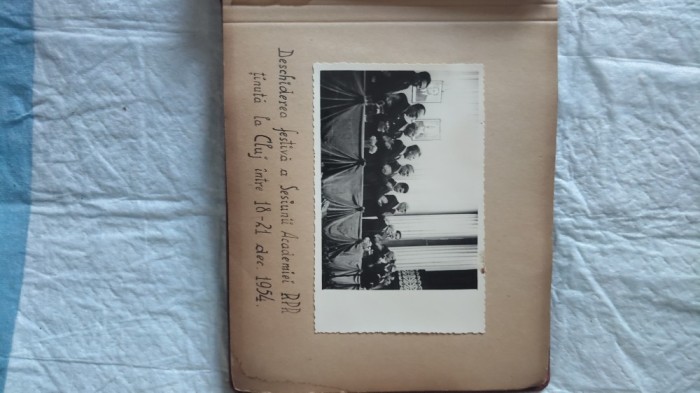 Deschiderea festivă a Sesiunii Academiei RPR
ținută la Cluj între 18-21 dec. 1954.